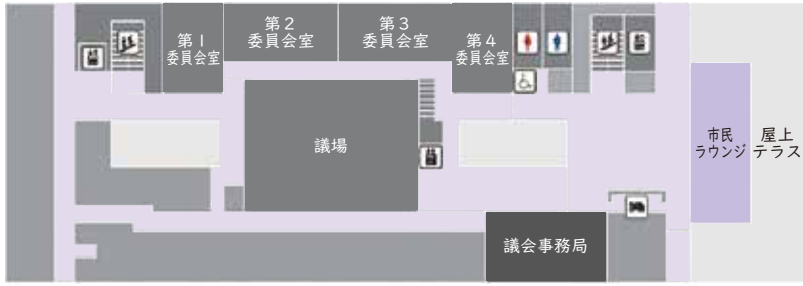 第1
委員会室
第2
委員会室
第3
委員会室
第4
委員会室
議場
市民
ラウンジ
屋上
テラス
議会事務局